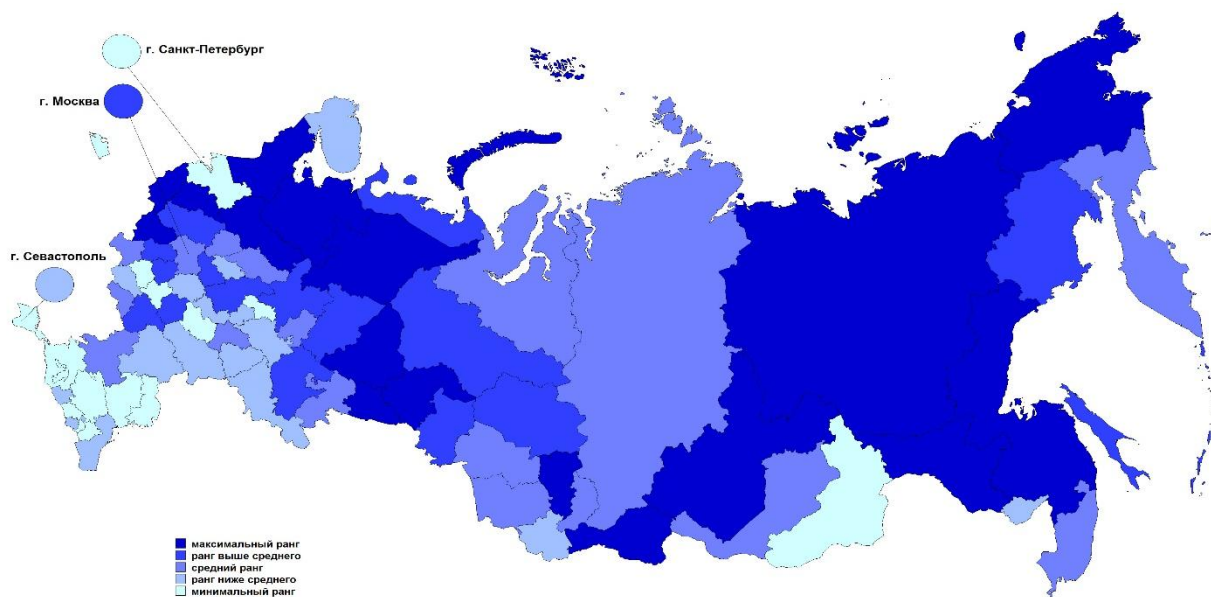 г. Санкт-Петербург
г. Москва
г. Севастополь
максимальный ранг
ранг выше среднего
средний ранг
ранг ниже среднего
минимальный ранг